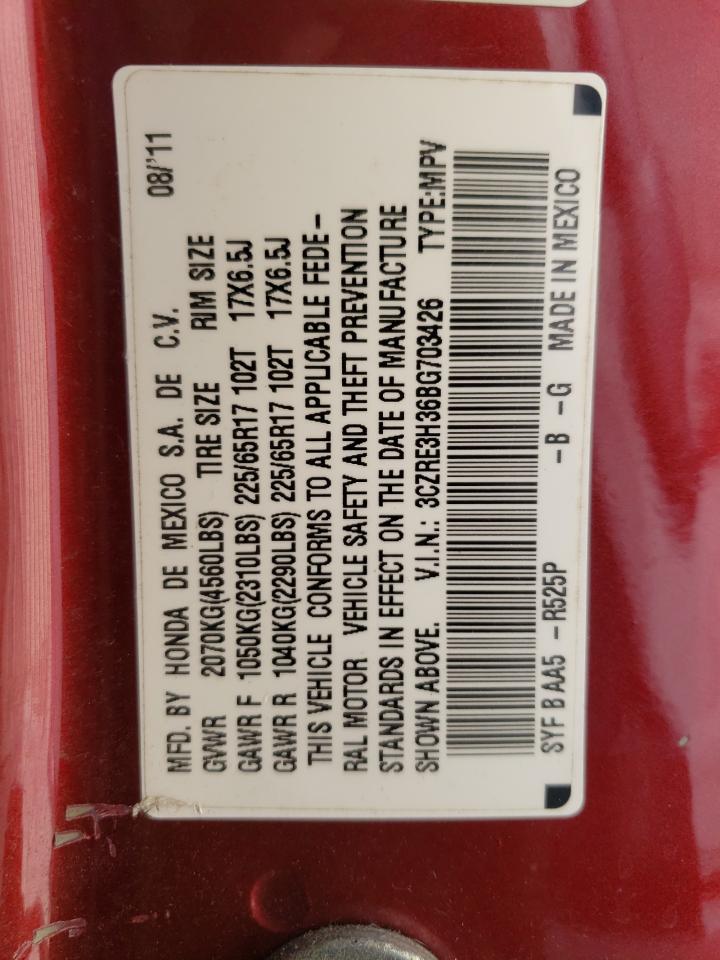 MFD. BY HONDA DE MEXICO S.A. DE C.V. 08/'11
GVWR 2070KG(4560LBS) TIRE SIZE RIM SIZE
GAWR F 1050KG(2310LBS) 225/65R17 102T 17X6.5J
GAWR R 1040KG(2290LBS) 225/65R17 102T 17X6.5J
THIS VEHICLE CONFORMS TO ALL APPLICABLE FEDE-
RAL MOTOR VEHICLE SAFETY AND THEFT PREVENTION
STANDARDS IN EFFECT ON THE DATE OF MANUFACTURE
SHOWN ABOVE. V.I.N.: 3CZRE3H36BG703426 TYPE:MPV
SYF B AA5 -R525P -B -G MADE IN MEXICO